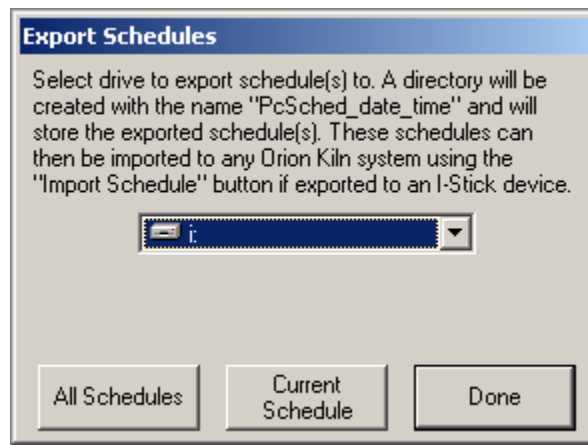 Export Schedules
Select drive to export schedule(s) to. A directory will be
created with the name "PcSched_date_time" and will
store the exported schedule(s). These schedules can
then be imported to any Orion Kiln system using the
"Import Schedule" button if exported to an I-Stick device.
i:
All Schedules
Current
Schedule
Done